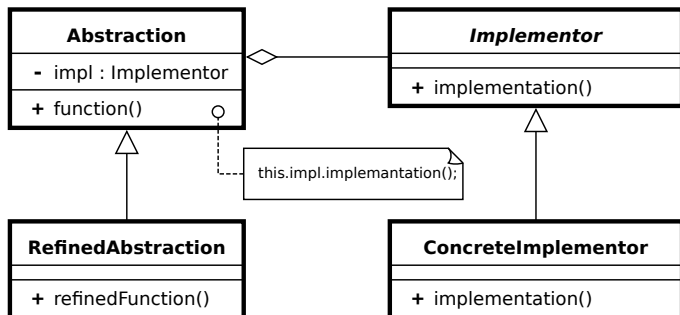 Abstraction
- impl : Implementor
+ function()
Implementor
+ implementation()
this.impl.implemantation();
RefinedAbstraction
+ refinedFunction()
ConcreteImplementor
+ implementation()